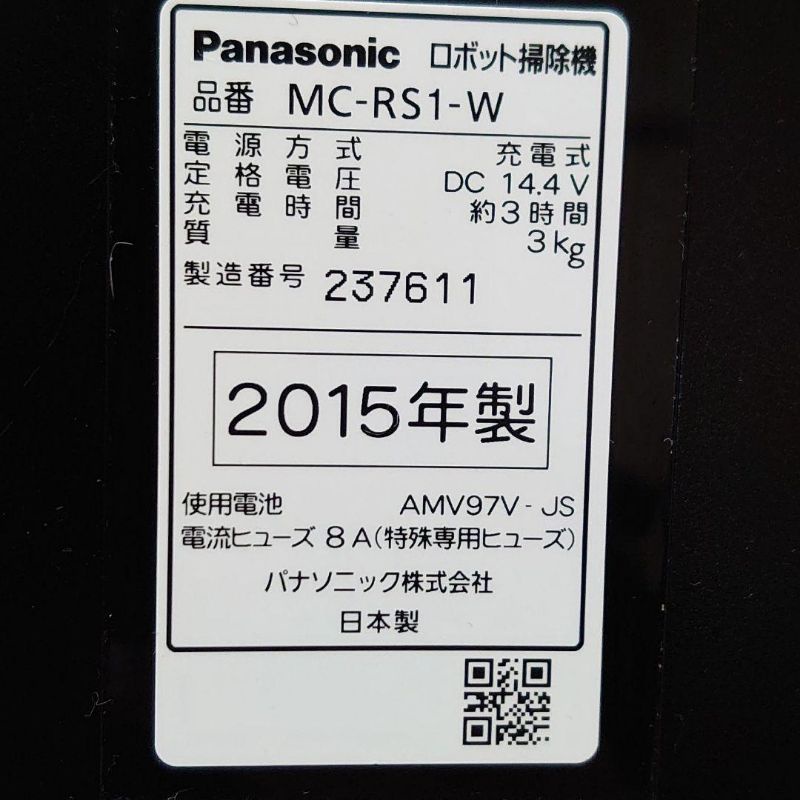 Panasonic ロボット掃除機
品番 MC-RS1-W
電源方式 充電式
定格電圧 DC 14.4 V
充電時間 約3時間
質量 3kg
製造番号 237611
2015年製
使用電池 AMV97V-JS
電流ヒューズ 8A(特殊専用ヒューズ)
パナソニック株式会社
日本製